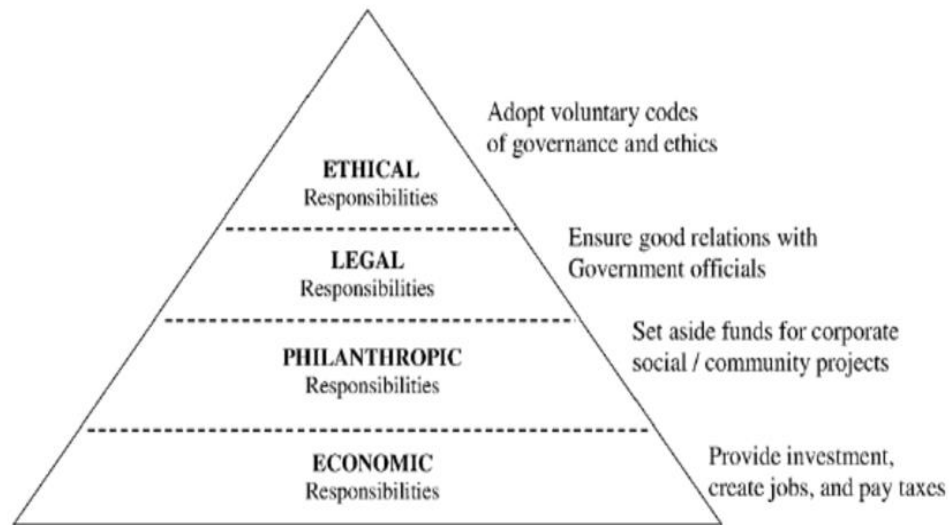 Adopt voluntary codes
of governance and ethics
ETHICAL
Responsibilities
Ensure good relations with
Government officials
LEGAL
Responsibilities
Set aside funds for corporate
social / community projects
PHILANTHROPIC
Responsibilities
Provide investment,
create jobs, and pay taxes
ECONOMIC
Responsibilities